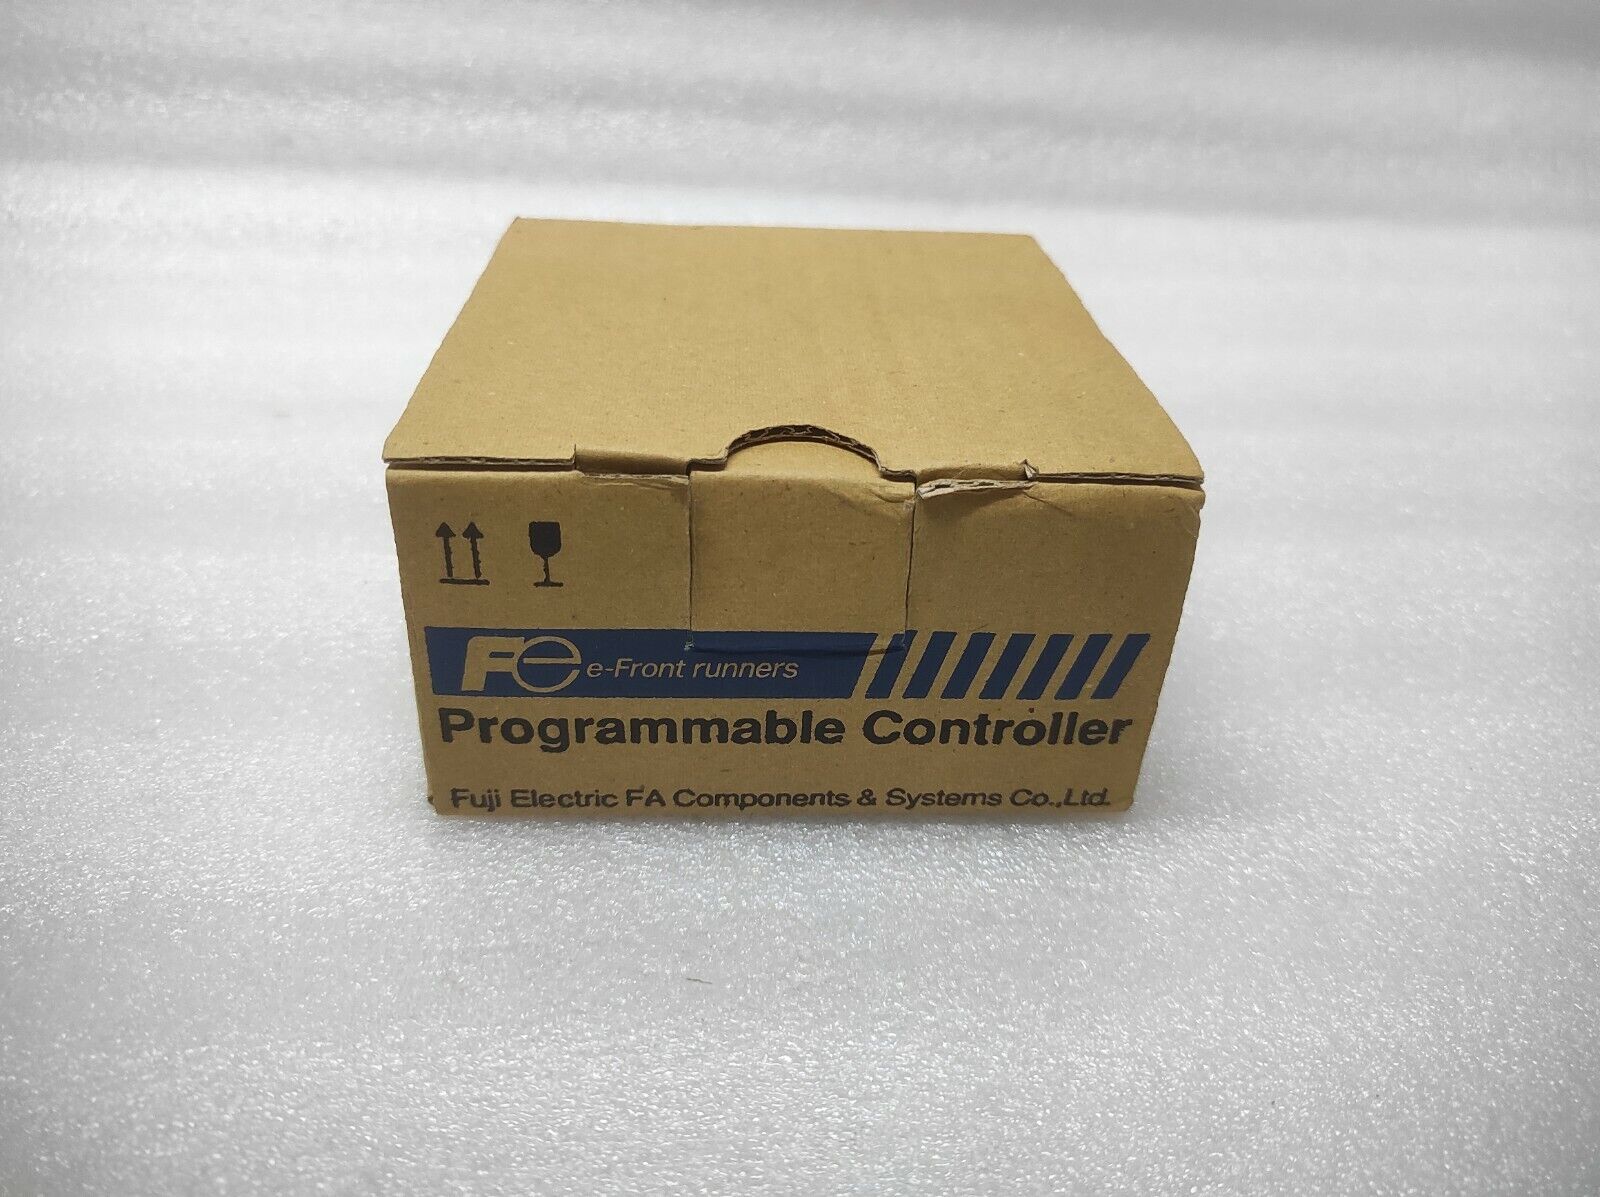 Fe e-Front runners
Programmable Controller
Fuji Electric FA Components & Systems Co.,Ltd.